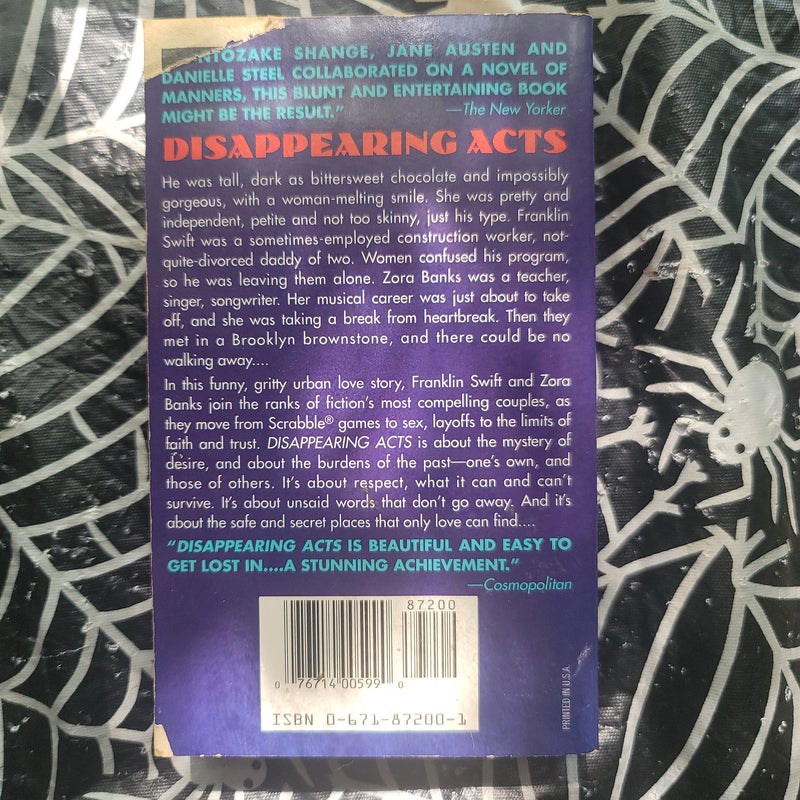 SHANGE, JANE AUSTEN AND
DANIELLE STEEL COLLABORATED ON A NOVEL OF
MANNERS, THIS BLUNT AND ENTERTAINING BOOK
MIGHT BE THE RESULT."
—The New Yorker
DISAPPEARING ACTS
He was tall, dark as bittersweet chocolate and impossibly
gorgeous, with a woman-melting smile. She was pretty and
independent, petite and not too skinny, just his type. Franklin
Swift was a sometimes-employed construction worker, not-
quite-divorced daddy of two. Women confused his program,
so he was leaving them alone. Zora Banks was a teacher,
singer, songwriter. Her musical career was just about to take
off, and she was taking a break from heartbreak. Then they
met in a Brooklyn brownstone, and there could be no
walking away....
In this funny, gritty urban love story, Franklin Swift and Zora
Banks join the ranks of fiction's most compelling couples, as
they move from Scrabble® games to sex, layoffs to the limits of
faith and trust. DISAPPEARING ACTS is about the mystery of
desire, and about the burdens of the past—one's own, and
those of others. It's about respect, what it can and can't
survive. It's about unsaid words that don't go away. And it's
about the safe and secret places that only love can find....
"DISAPPEARING ACTS IS BEAUTIFUL AND EASY TO
GET LOST IN....A STUNNING ACHIEVEMENT."
—Cosmopolitan
87200
0 76714 00599 0
ISBN 0-671-87200-1
PRINTED IN U.S.A.